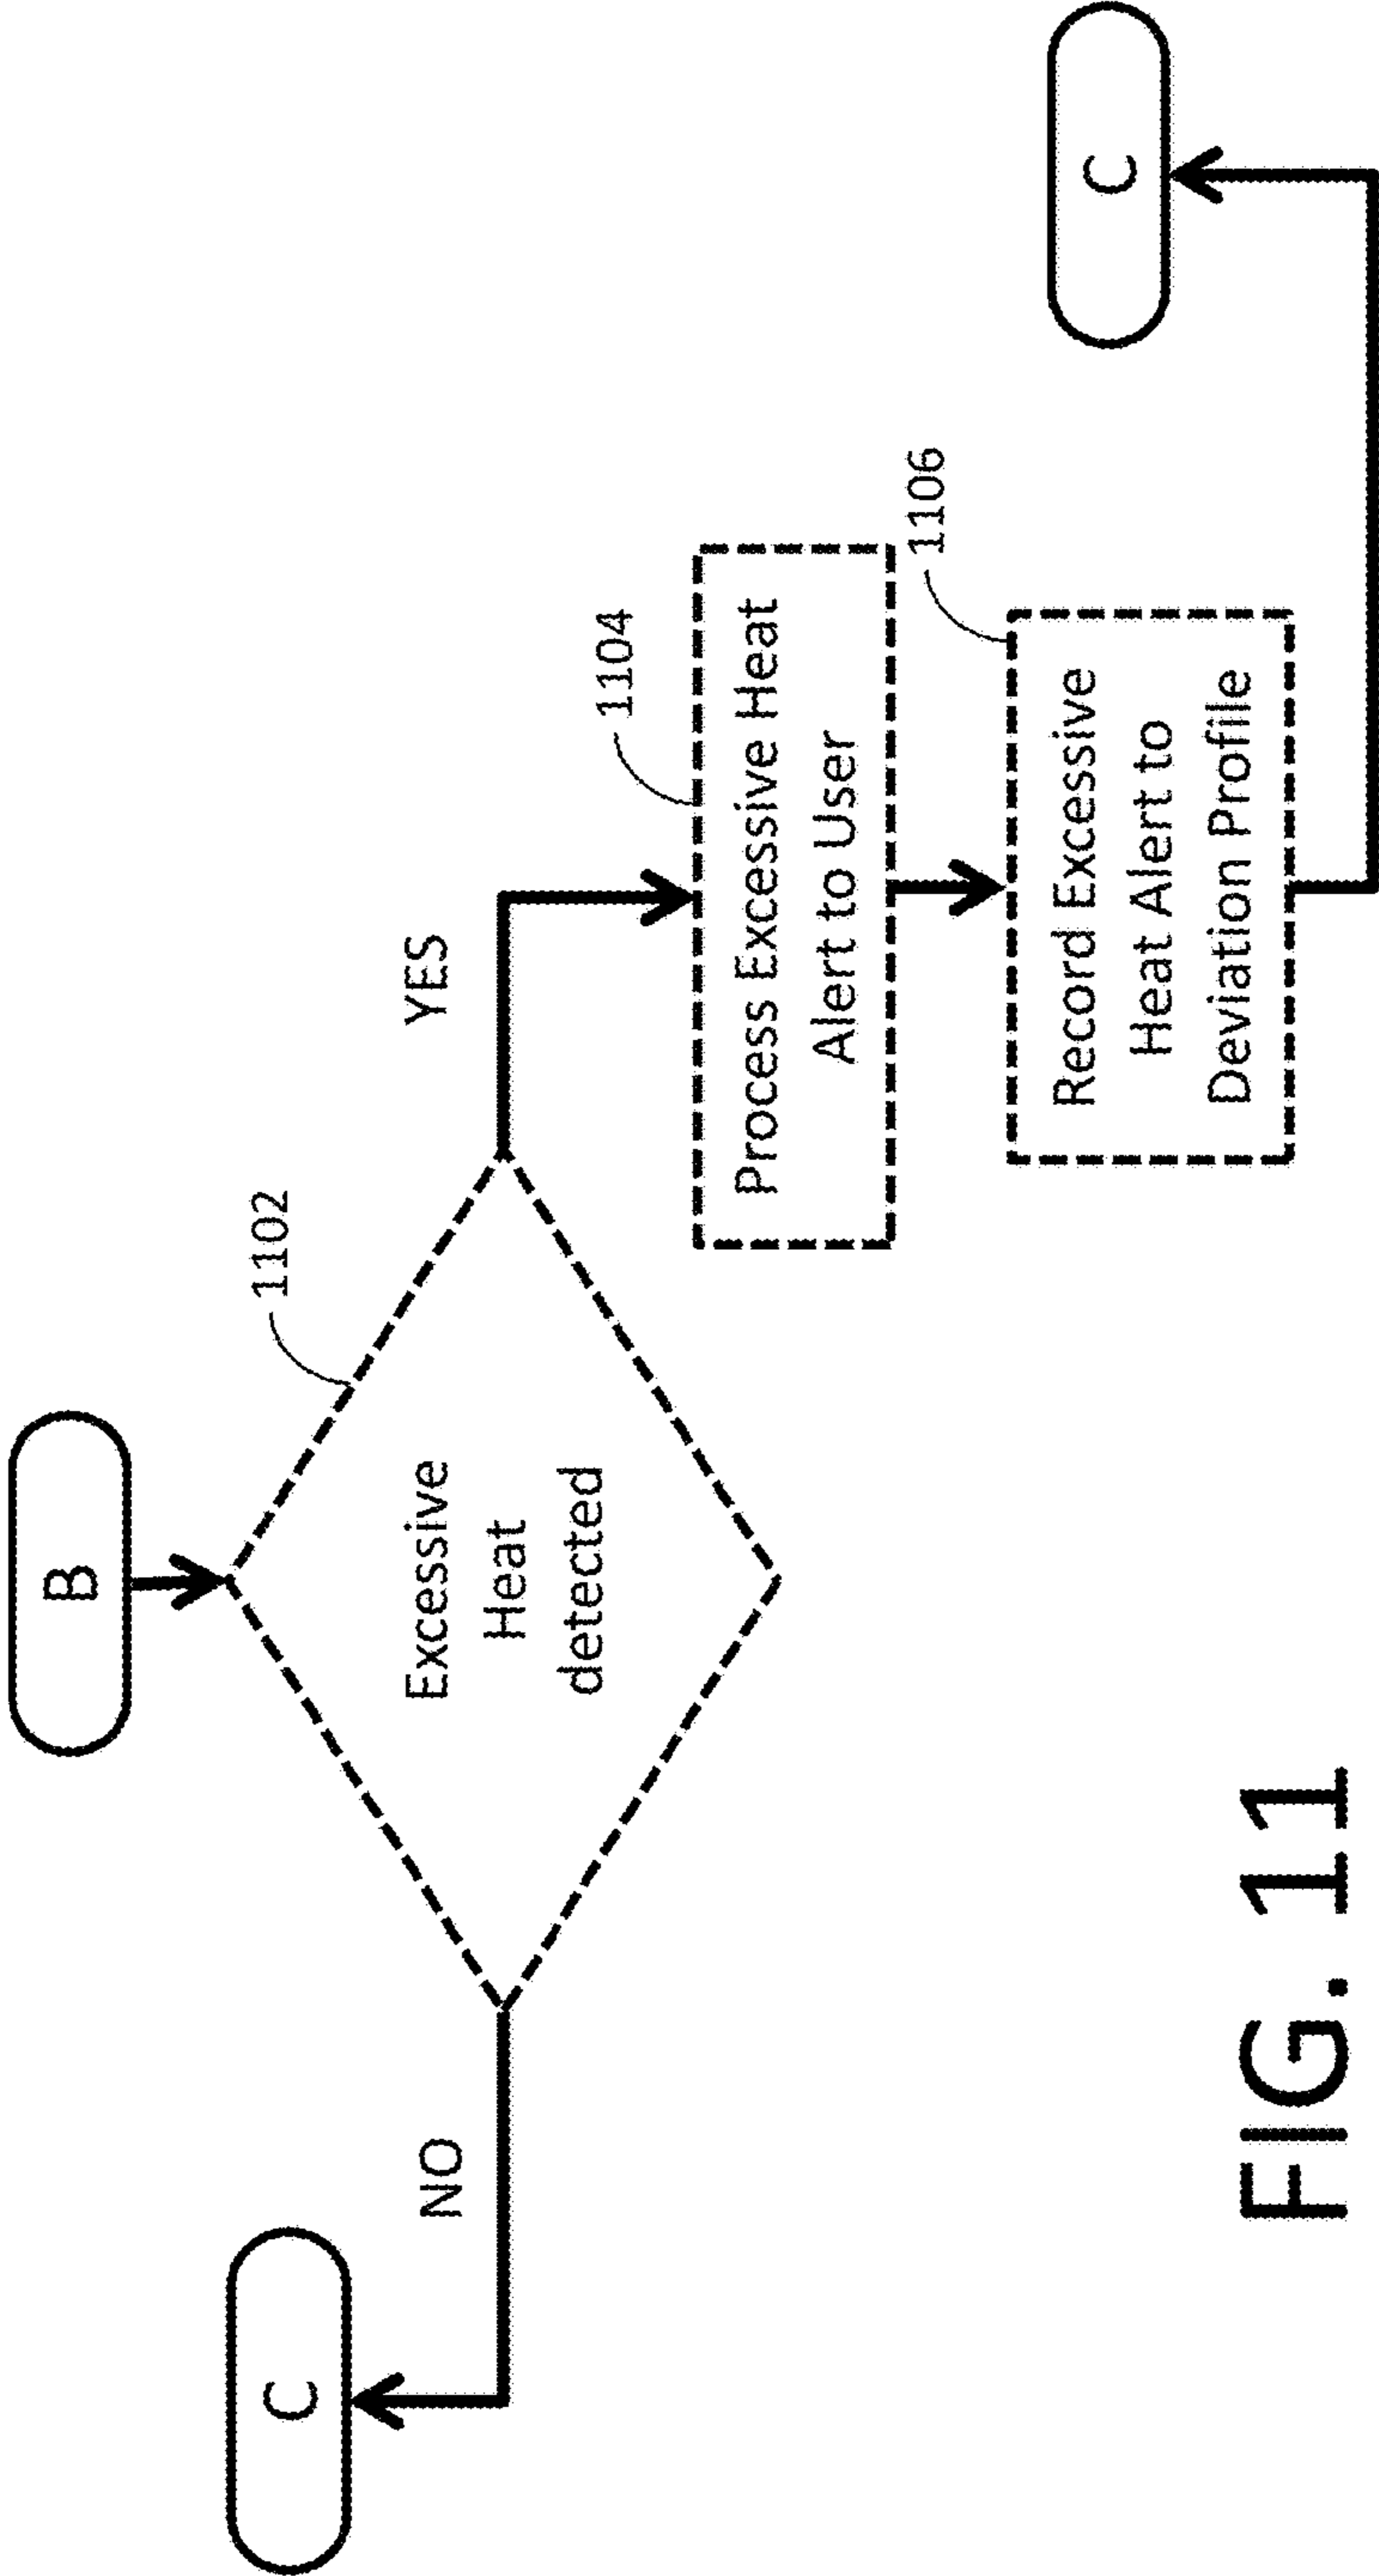 B
1102
Excessive
Heat
detected
NO
C
YES
1104
Process Excessive Heat
Alert to User
1106
Record Excessive
Heat Alert to
Deviation Profile
C
FIG. 11